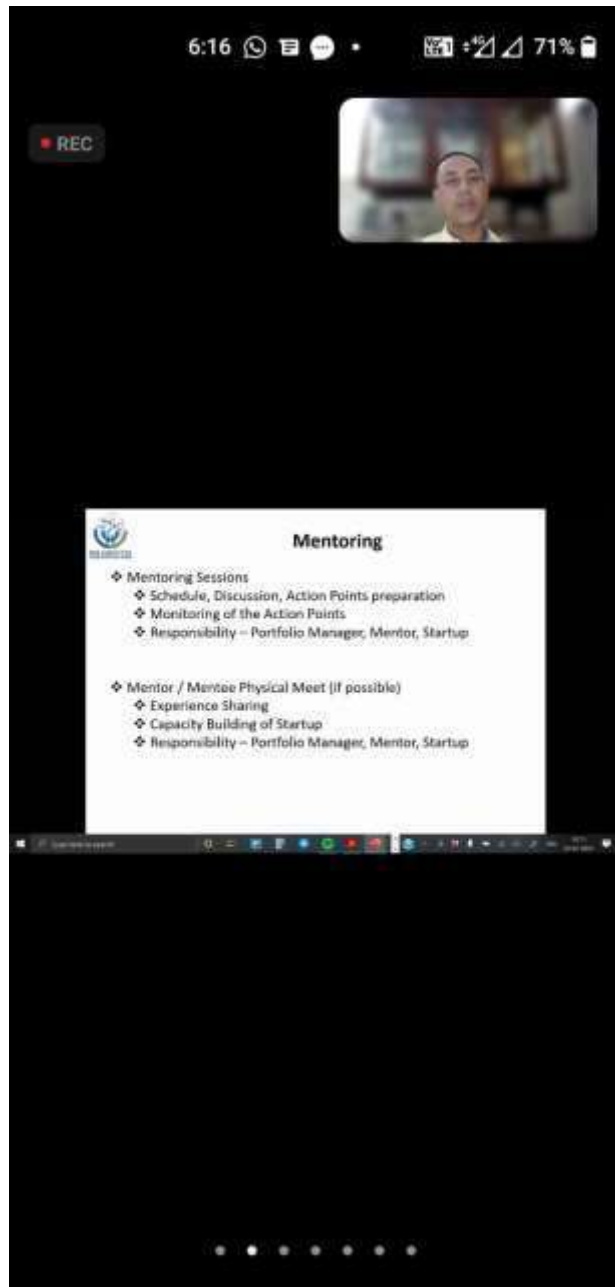 6:16 71%
REC
Mentoring
❖ Mentoring Sessions
❖ Schedule, Discussion, Action Points preparation
❖ Monitoring of the Action Points
❖ Responsibility – Portfolio Manager, Mentor, Startup
❖ Mentor / Mentee Physical Meet (if possible)
❖ Experience Sharing
❖ Capacity Building of Startup
❖ Responsibility – Portfolio Manager, Mentor, Startup